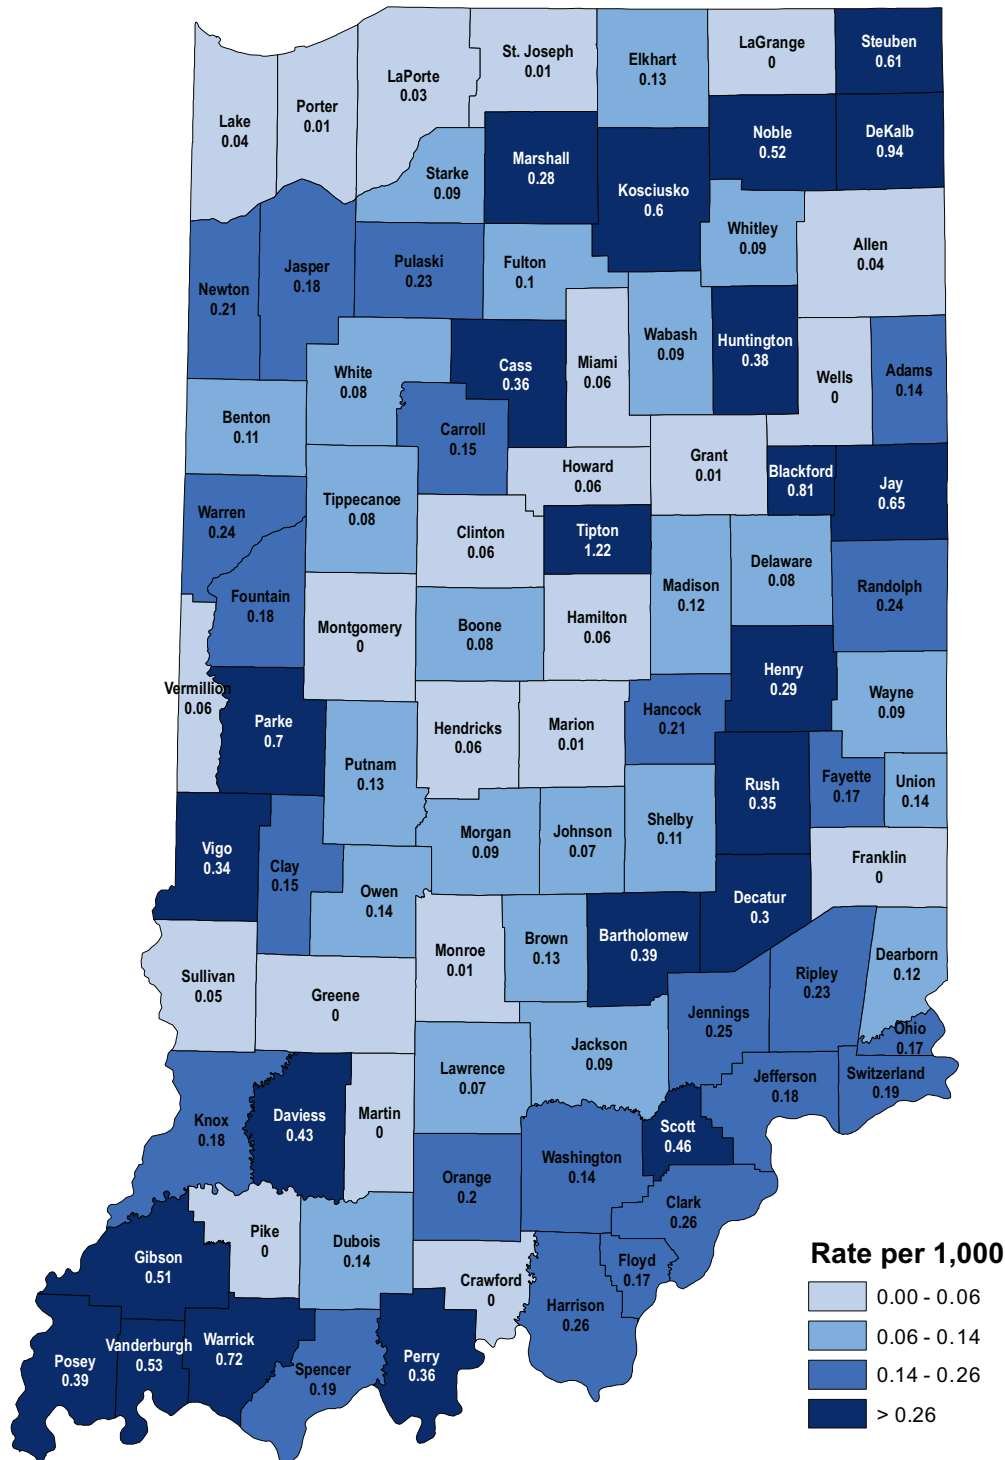 St. Joseph
0.01
Elkhart
0.13
LaGrange
0
Steuben
0.61
LaPorte
0.03
Porter
0.01
Lake
0.04
Noble
0.52
DeKalb
0.94
Marshall
0.28
Starke
0.09
Kosciusko
0.6
Whitley
0.09
Allen
0.04
Newton
0.21
Jasper
0.18
Pulaski
0.23
Fulton
0.1
Wabash
0.09
Huntington
0.38
Miami
0.06
Cass
0.36
White
0.08
Wells
0
Adams
0.14
Benton
0.11
Carroll
0.15
Howard
0.06
Grant
0.01
Blackford
0.81
Jay
0.65
Warren
0.24
Tippecanoe
0.08
Clinton
0.06
Tipton
1.22
Madison
0.12
Delaware
0.08
Randolph
0.24
Fountain
0.18
Montgomery
0
Boone
0.08
Hamilton
0.06
Henry
0.29
Wayne
0.09
Vermillion
0.06
Parke
0.7
Putnam
0.13
Hendricks
0.06
Marion
0.01
Hancock
0.21
Rush
0.35
Fayette
0.17
Union
0.14
Vigo
0.34
Clay
0.15
Owen
0.14
Morgan
0.09
Johnson
0.07
Shelby
0.11
Franklin
0
Decatur
0.3
Sullivan
0.05
Greene
0
Monroe
0.01
Brown
0.13
Bartholomew
0.39
Jennings
0.25
Ripley
0.23
Dearborn
0.12
Ohio
0.17
Switzerland
0.19
Jefferson
0.18
Jackson
0.09
Lawrence
0.07
Knox
0.18
Daviess
0.43
Martin
0
Scott
0.46
Orange
0.2
Washington
0.14
Clark
0.26
Gibson
0.51
Pike
0
Dubois
0.14
Crawford
0
Floyd
0.17
Harrison
0.26
Posey
0.39
Vanderburgh
0.53
Warrick
0.72
Spencer
0.19
Perry
0.36
Rate per 1,000
0.00 - 0.06
0.06 - 0.14
0.14 - 0.26
> 0.26